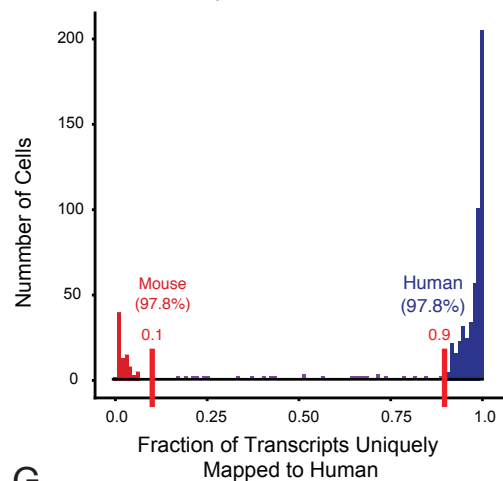 200
150
100
50
0
Nummber of Cells
Mouse
(97.8%)
0.1
Human
(97.8%)
0.9
0.0
0.25
0.50
0.75
1.0
Fraction of Transcripts Uniquely
Mapped to Human
G